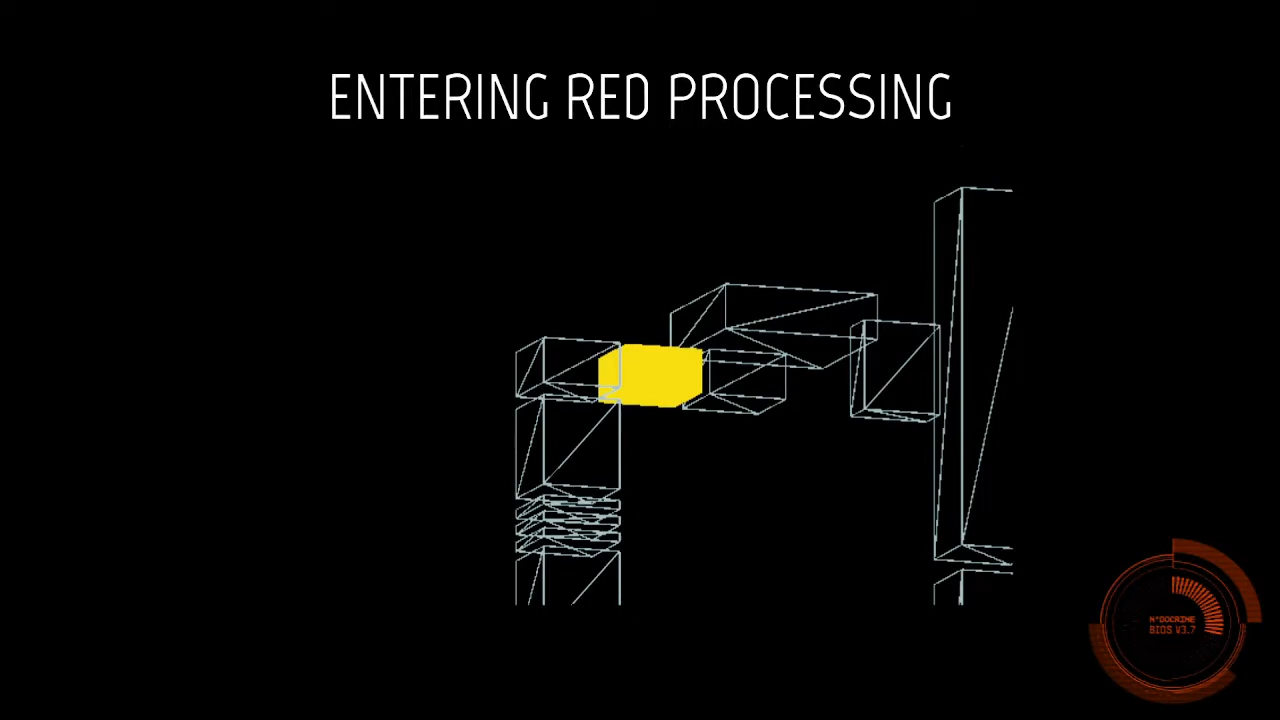 ENTERING RED PROCESSING
N*DOCRINE
BIOS V3.7